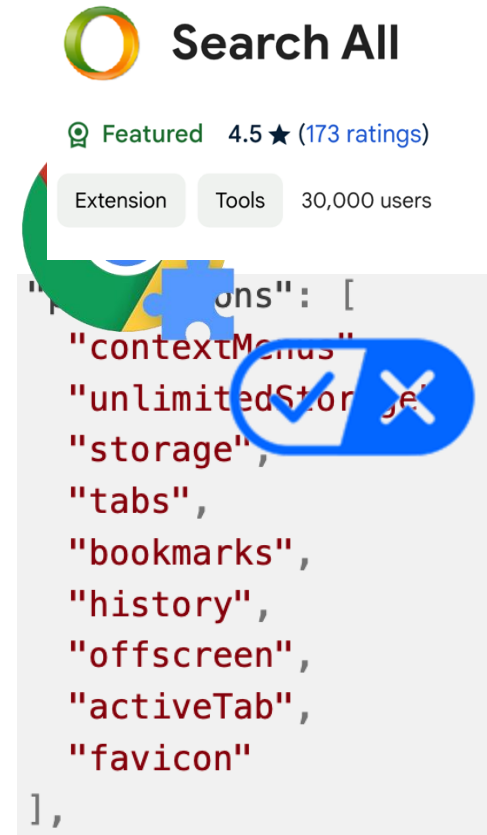 Search All
Featured 4.5 ★ (173 ratings)
Extension Tools 30,000 users
ons": [
"contextMenus"
"unlimitedStorage"
"storage",
"tabs",
"bookmarks",
"history",
"offscreen",
"activeTab",
"favicon"
],